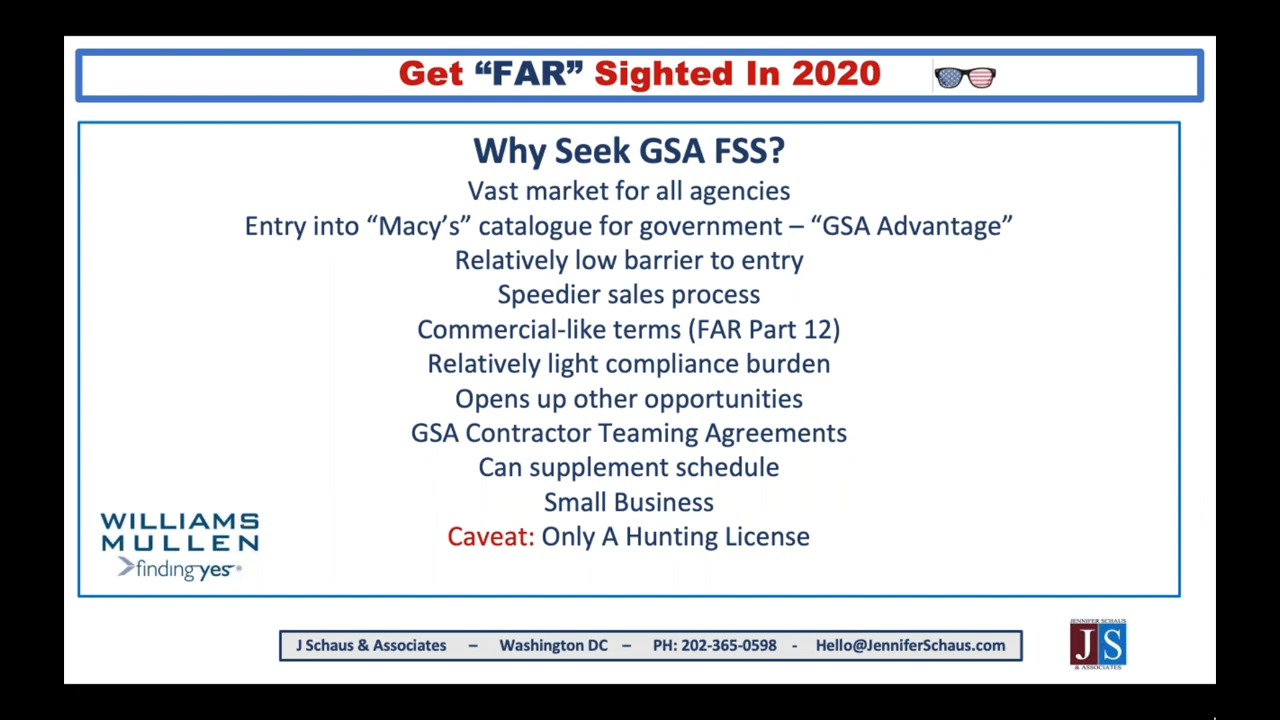 Get “FAR” Sighted In 2020
Why Seek GSA FSS?
Vast market for all agencies
Entry into “Macy’s” catalogue for government – “GSA Advantage”
Relatively low barrier to entry
Speedier sales process
Commercial-like terms (FAR Part 12)
Relatively light compliance burden
Opens up other opportunities
GSA Contractor Teaming Agreements
Can supplement schedule
Small Business
Caveat: Only A Hunting License
WILLIAMS
MULLEN
finding yes®
J Schaus & Associates – Washington DC – PH: 202-365-0598 - Hello@JenniferSchaus.com
JENNIFER SCHAUS
JS
& ASSOCIATES